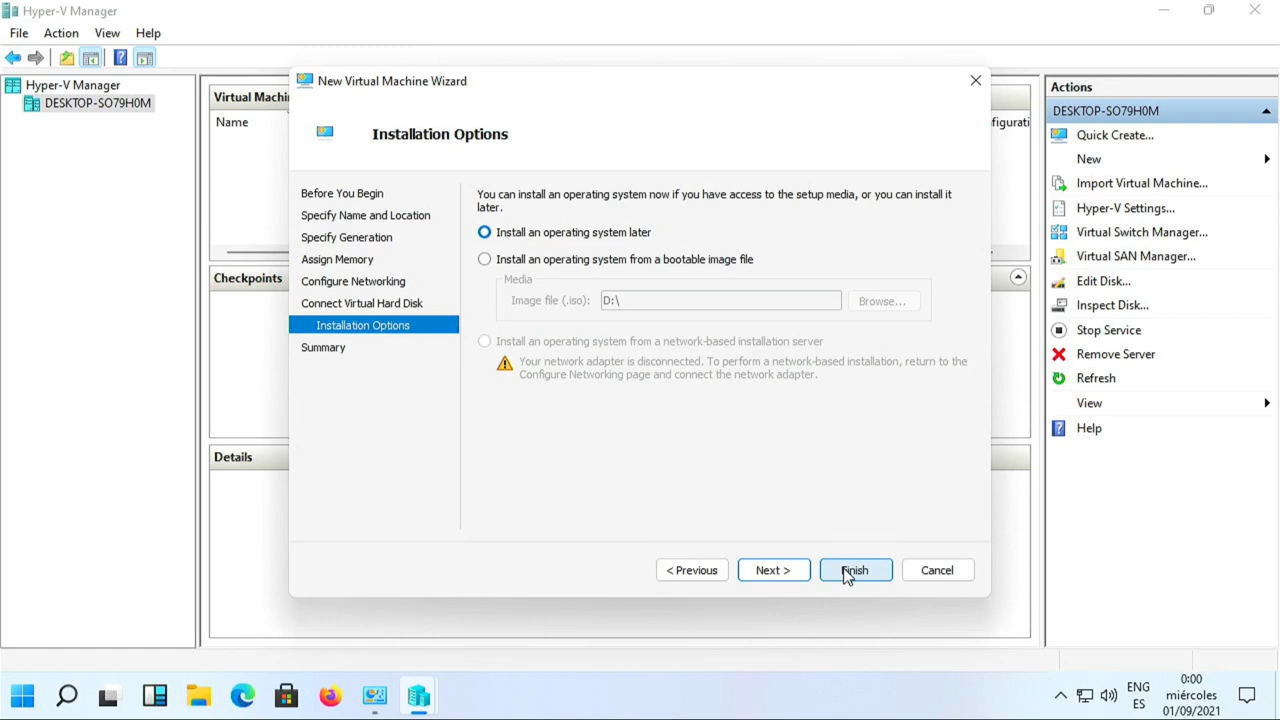 Hyper-V Manager
File Action View Help
Hyper-V Manager
DESKTOP-SO79H0M
Virtual Machi
Name
figurati
Checkpoints
Details
New Virtual Machine Wizard
Installation Options
Before You Begin
Specify Name and Location
Specify Generation
Assign Memory
Configure Networking
Connect Virtual Hard Disk
Installation Options
Summary
You can install an operating system now if you have access to the setup media, or you can install it
later.
Install an operating system later
Install an operating system from a bootable image file
Media
Image file (.iso): D:\ Browse...
Install an operating system from a network-based installation server
Your network adapter is disconnected. To perform a network-based installation, return to the
Configure Networking page and connect the network adapter.
< Previous Next > Finish Cancel
Actions
DESKTOP-SO79H0M
Quick Create...
New
Import Virtual Machine...
Hyper-V Settings...
Virtual Switch Manager...
Virtual SAN Manager...
Edit Disk...
Inspect Disk...
Stop Service
Remove Server
Refresh
View
Help
ENG
ES
0:00
miércoles
01/09/2021